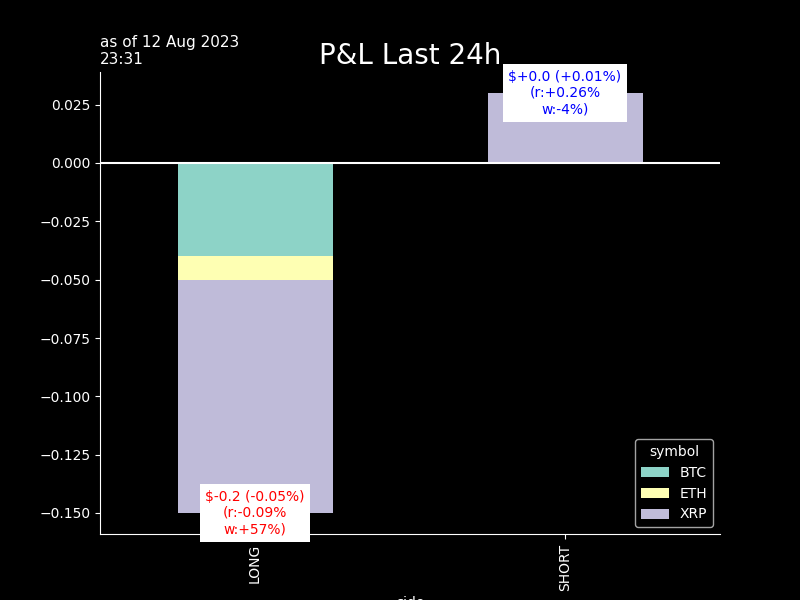 as of 12 Aug 2023
23:31
P&L Last 24h
$+0.0 (+0.01%)
(r:+0.26%
w:-4%)
0.025
0.000
−0.025
−0.050
−0.075
−0.100
−0.125
−0.150
symbol
BTC
ETH
XRP
$-0.2 (-0.05%)
(r:-0.09%
w:+57%)
LONG
SHORT
side